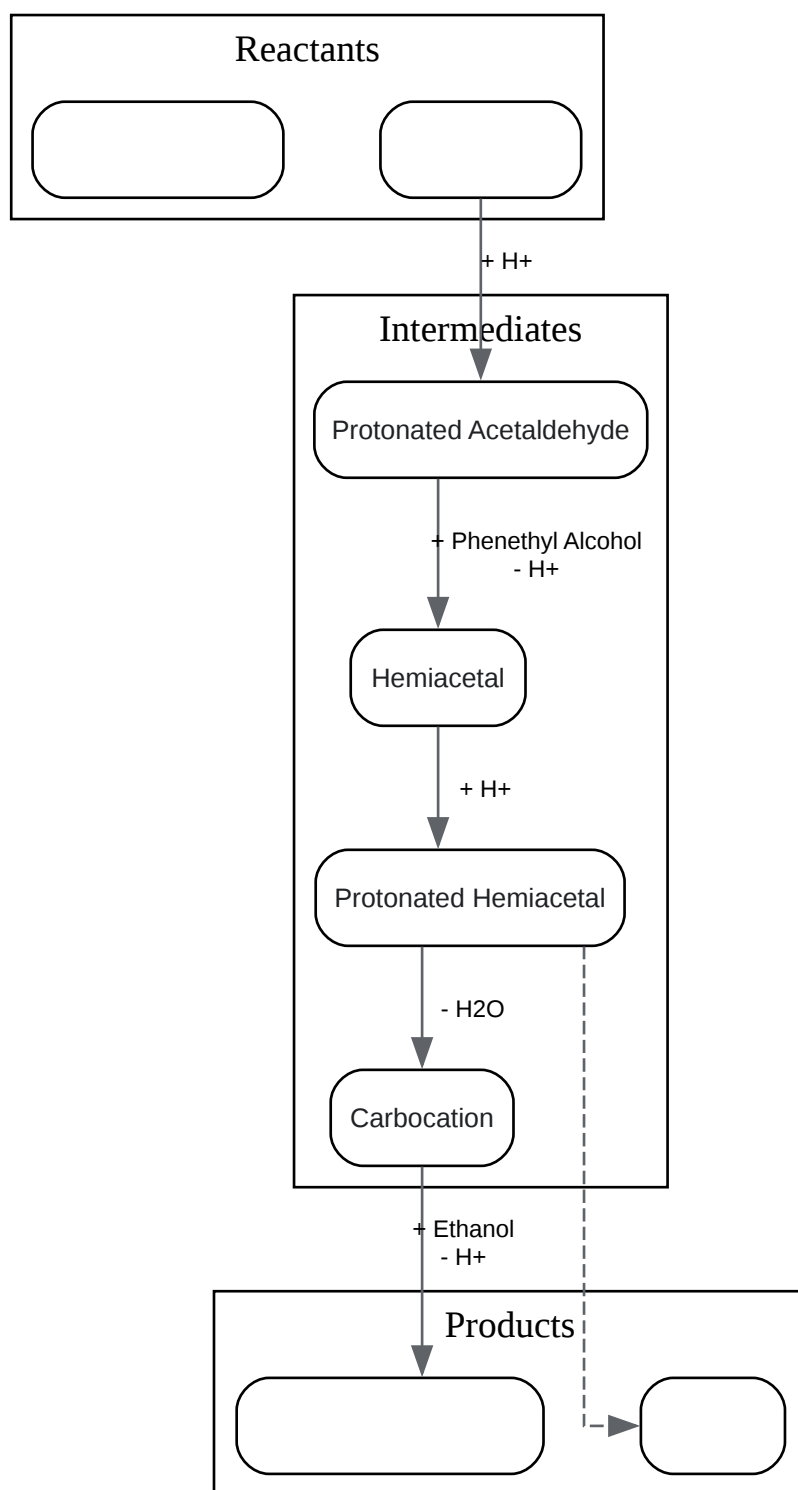 Reactants
+ H+
Intermediates
Protonated Acetaldehyde
+ Phenethyl Alcohol
- H+
Hemiacetal
+ H+
Protonated Hemiacetal
- H2O
Carbocation
+ Ethanol
- H+
Products